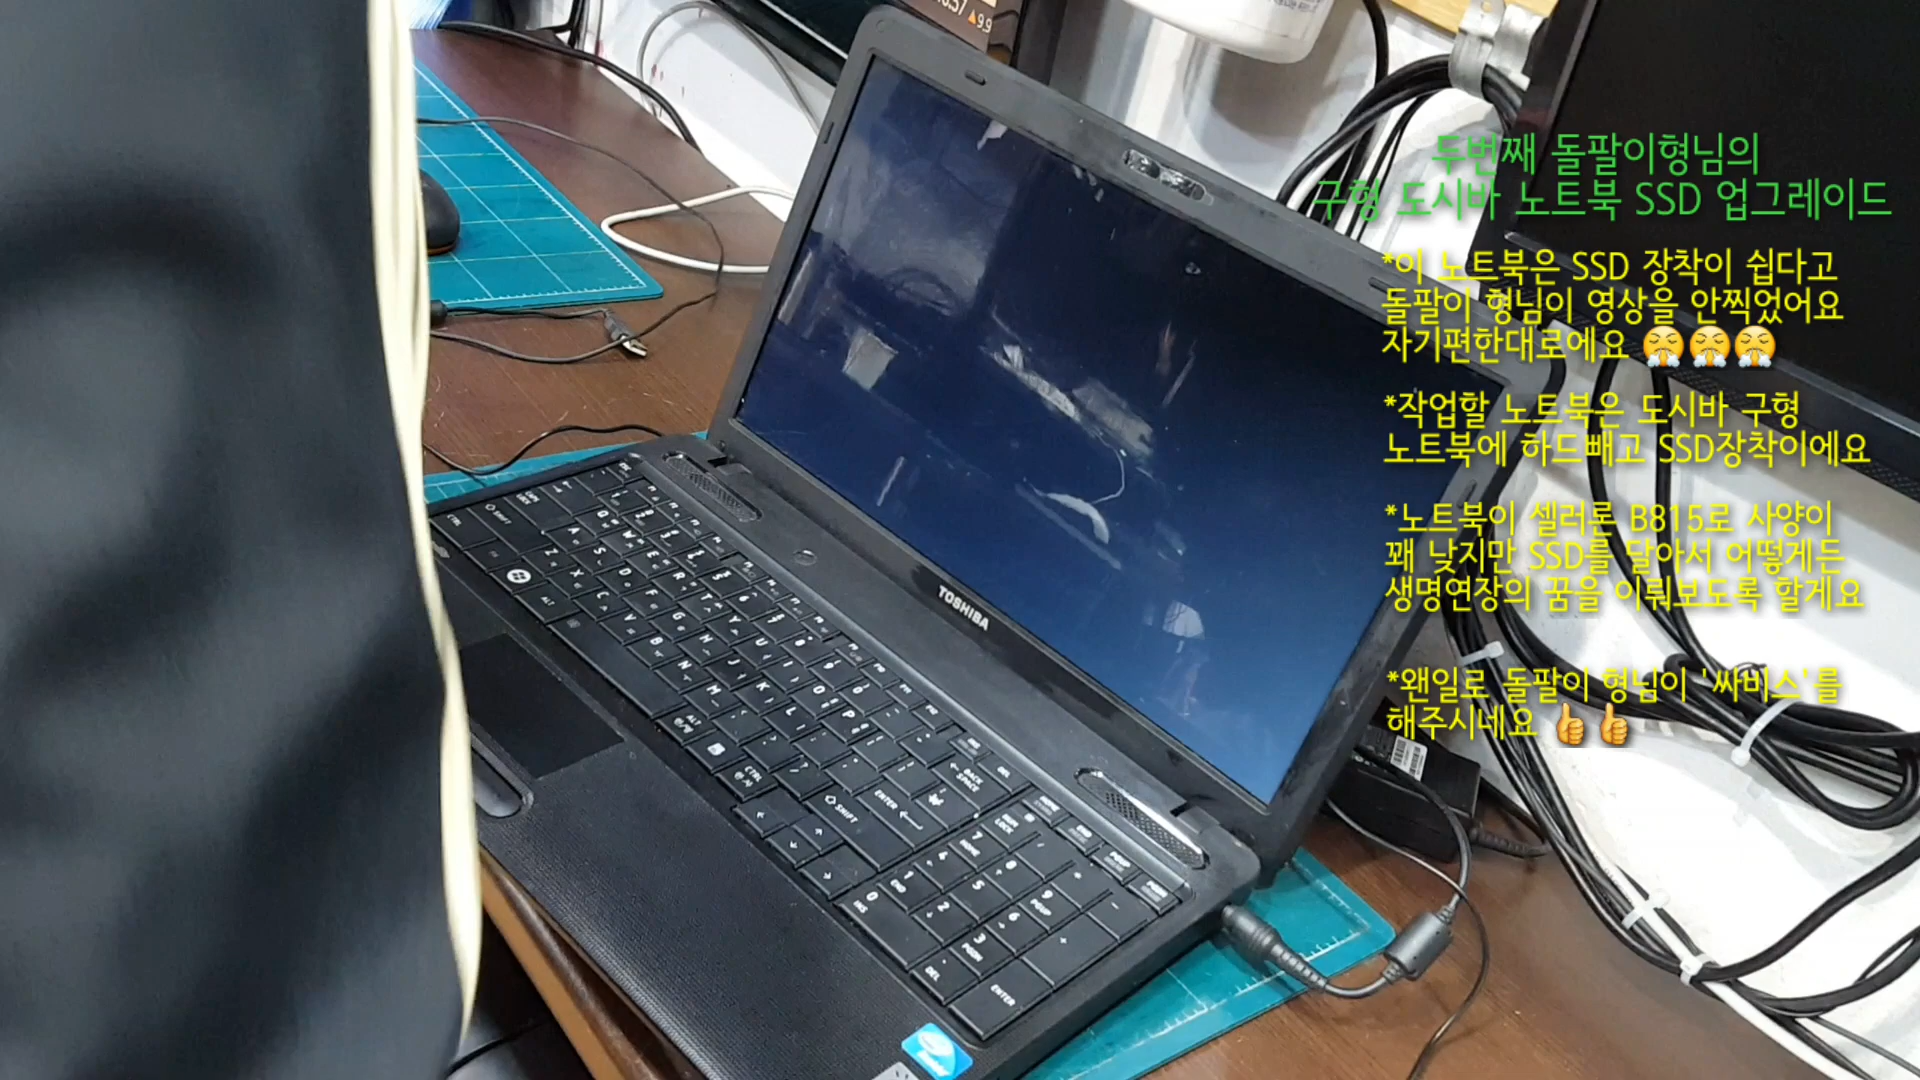 두번째 돌팔이형님의
구형 도시바 노트북 SSD 업그레이드
*이 노트북은 SSD 장착이 쉽다고
돌팔이 형님이 영상을 안찍었어요
자기편한대로에요 😤😤😤
*작업할 노트북은 도시바 구형
노트북에 하드빼고 SSD장착이에요
*노트북이 셀러론 B815로 사양이
꽤 낮지만 SSD를 달아서 어떻게든
생명연장의 꿈을 이뤄보도록 할게요
*왠일로 돌팔이 형님이 '싸비스'를
해주시네요 👍👍
TOSHIBA